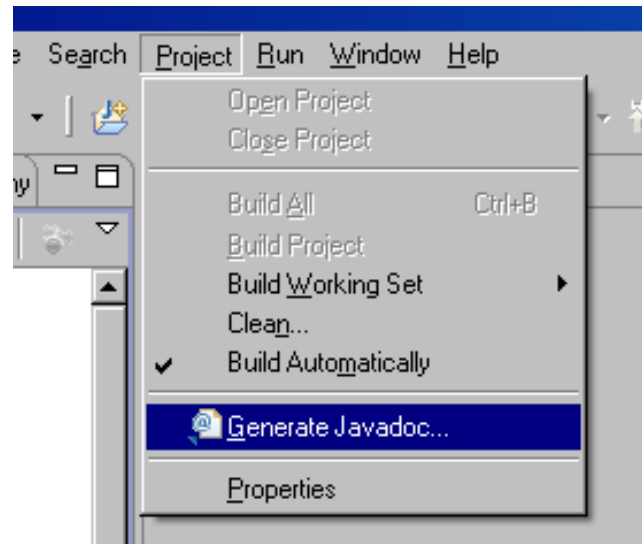 e Search Project Run Window Help
Open Project
Close Project
ny
Build All Ctrl+B
Build Project
Build Working Set
Clean...
Build Automatically
Generate Javadoc...
Properties